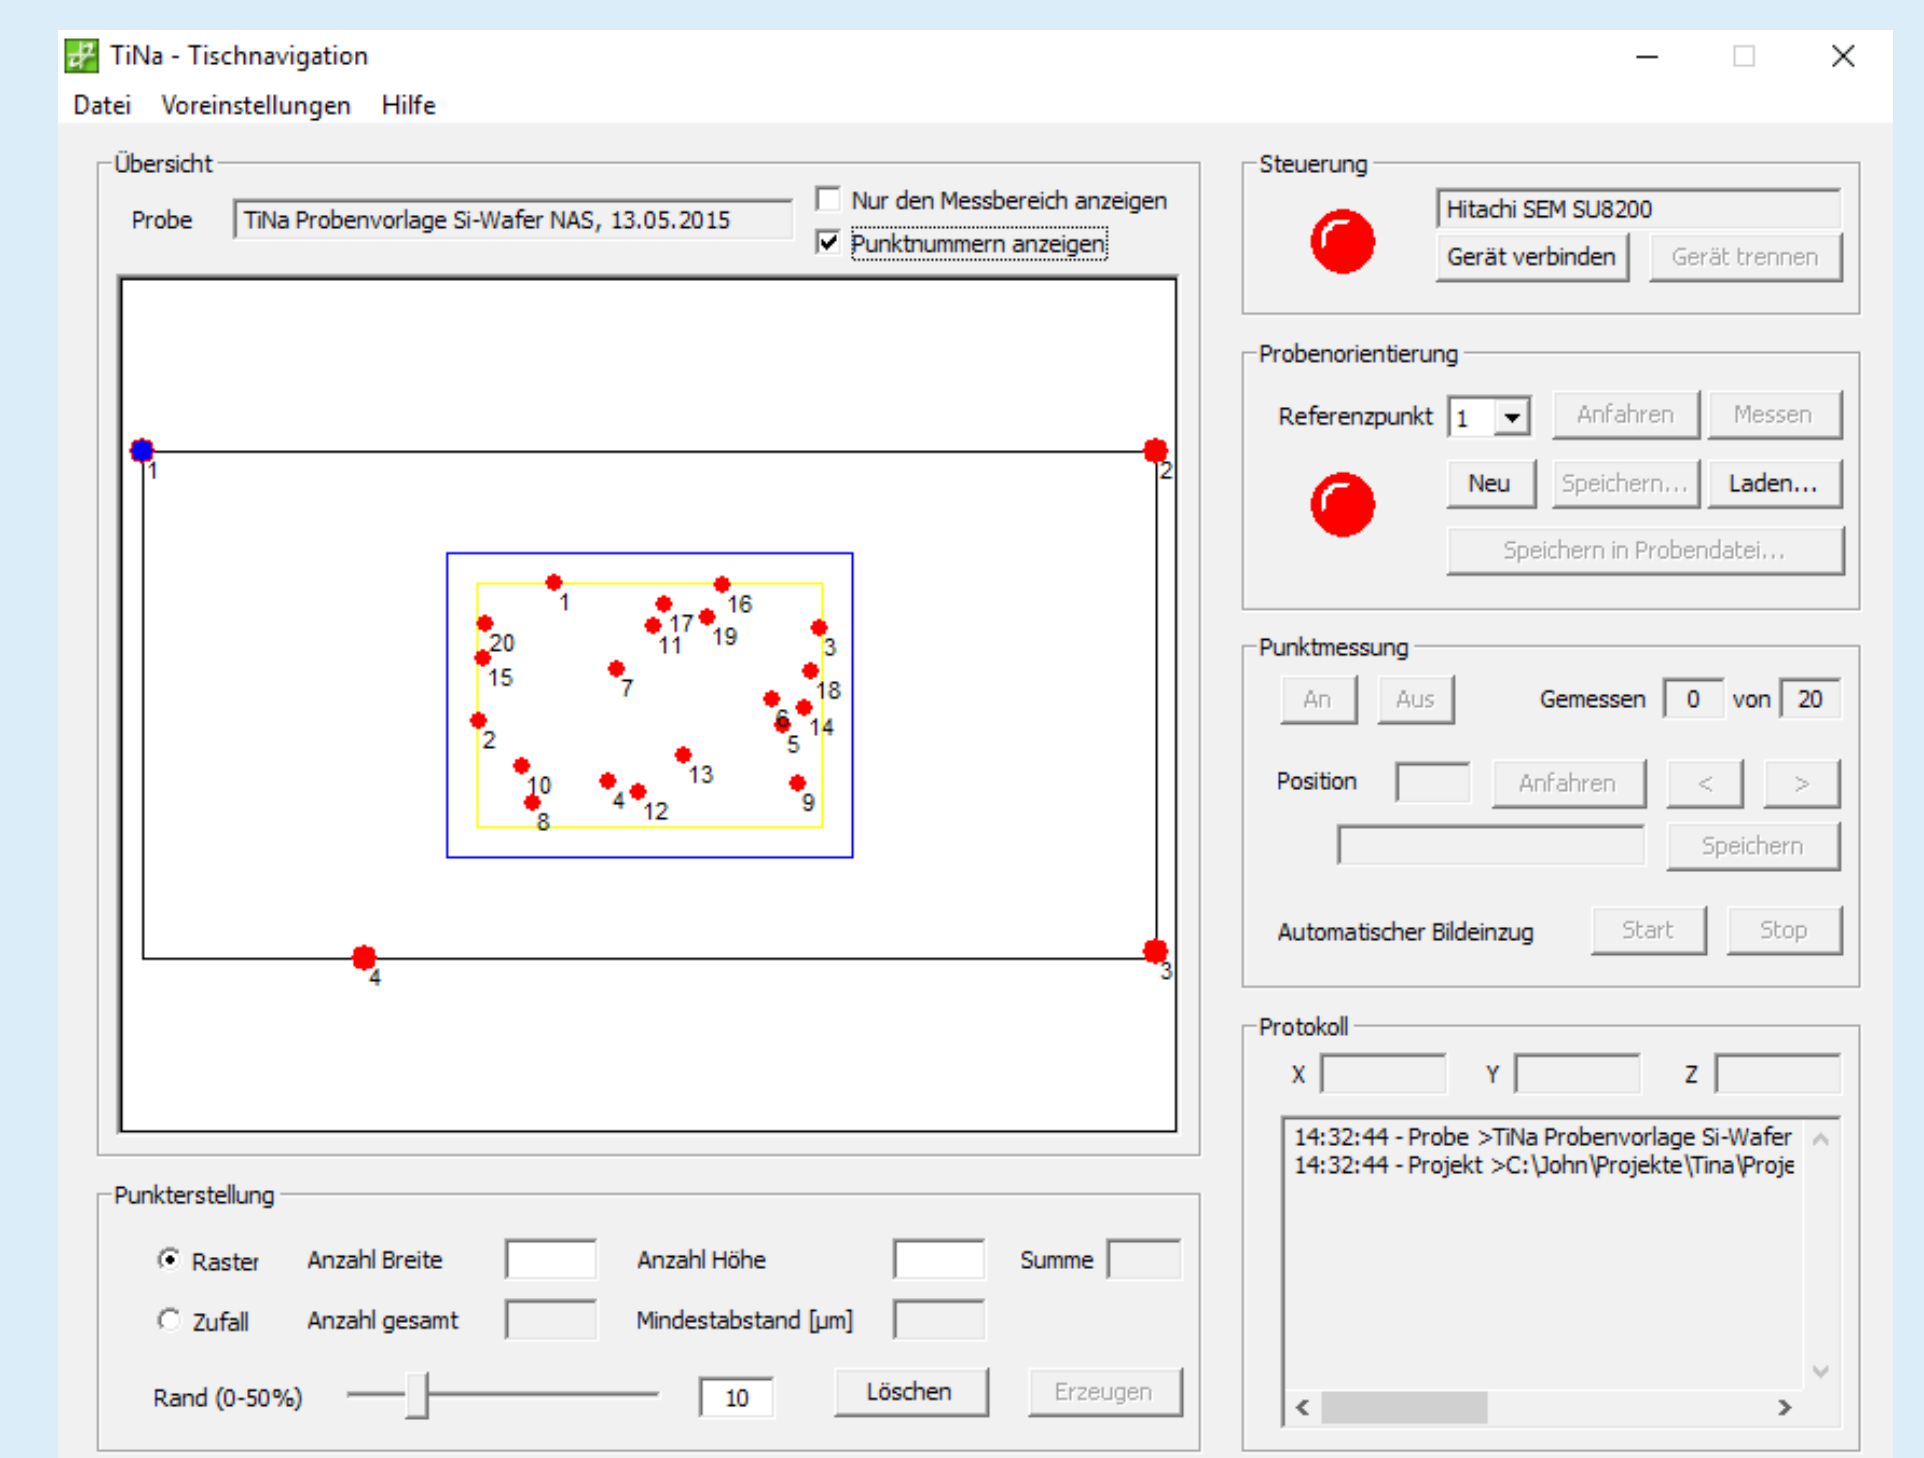 TiNa - Tischnavigation
Datei Voreinstellungen Hilfe
Übersicht
Probe TiNa Probenvorlage Si-Wafer NAS, 13.05.2015
Nur den Messbereich anzeigen
Punktnummern anzeigen
1
2
1
16
17
19
11
20
3
15
7
18
6
14
2
5
13
10
4
12
9
8
4
3
Punkterstellung
Raster Anzahl Breite Anzahl Höhe Summe
Zufall Anzahl gesamt Mindestabstand [µm]
Rand (0-50%) 10 Löschen Erzeugen
Steuerung
Hitachi SEM SU8200
Gerät verbinden Gerät trennen
Probenorientierung
Referenzpunkt 1 Anfahren Messen
Neu Speichern... Laden...
Speichern in Probendatei...
Punktmessung
An Aus Gemessen 0 von 20
Position Anfahren < >
Speichern
Automatischer Bildeinzug Start Stop
Protokoll
X Y Z
14:32:44 - Probe >TiNa Probenvorlage Si-Wafer
14:32:44 - Projekt >C:\John\Projekte\Tina\Proje